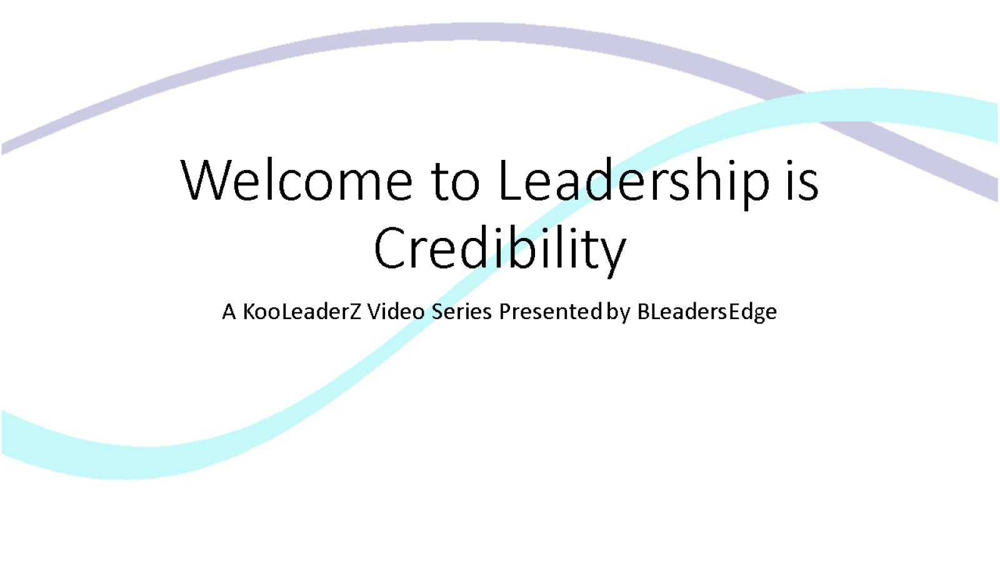 Welcome to Leadership is
Credibility
A KooLeaderZ Video Series Presented by BLeadersEdge